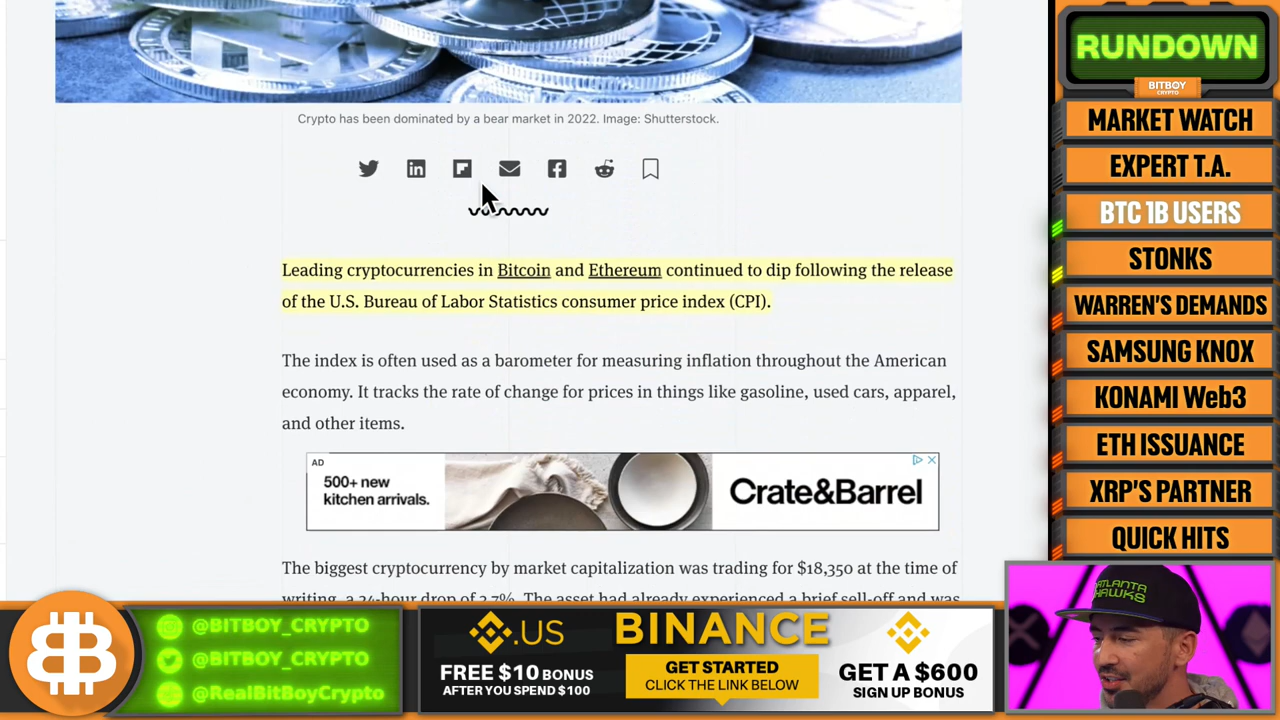 Crypto has been dominated by a bear market in 2022. Image: Shutterstock.
Leading cryptocurrencies in Bitcoin and Ethereum continued to dip following the release
of the U.S. Bureau of Labor Statistics consumer price index (CPI).
The index is often used as a barometer for measuring inflation throughout the American
economy. It tracks the rate of change for prices in things like gasoline, used cars, apparel,
and other items.
AD
500+ new
kitchen arrivals.
Crate&Barrel
The biggest cryptocurrency by market capitalization was trading for $18,350 at the time of
writing, a 24-hour drop of 2.7%. The asset had already experienced a brief sell-off and was
RUNDOWN
BITBOY
CRYPTO
MARKET WATCH
EXPERT T.A.
BTC 1B USERS
STONKS
WARREN'S DEMANDS
SAMSUNG KNOX
KONAMI Web3
ETH ISSUANCE
XRP'S PARTNER
QUICK HITS
ATLANTA
HAWKS
@BITBOY_CRYPTO
@BITBOY_CRYPTO
@RealBitBoyCrypto
.US
FREE $10 BONUS
AFTER YOU SPEND $100
BINANCE
GET STARTED
CLICK THE LINK BELOW
GET A $600
SIGN UP BONUS